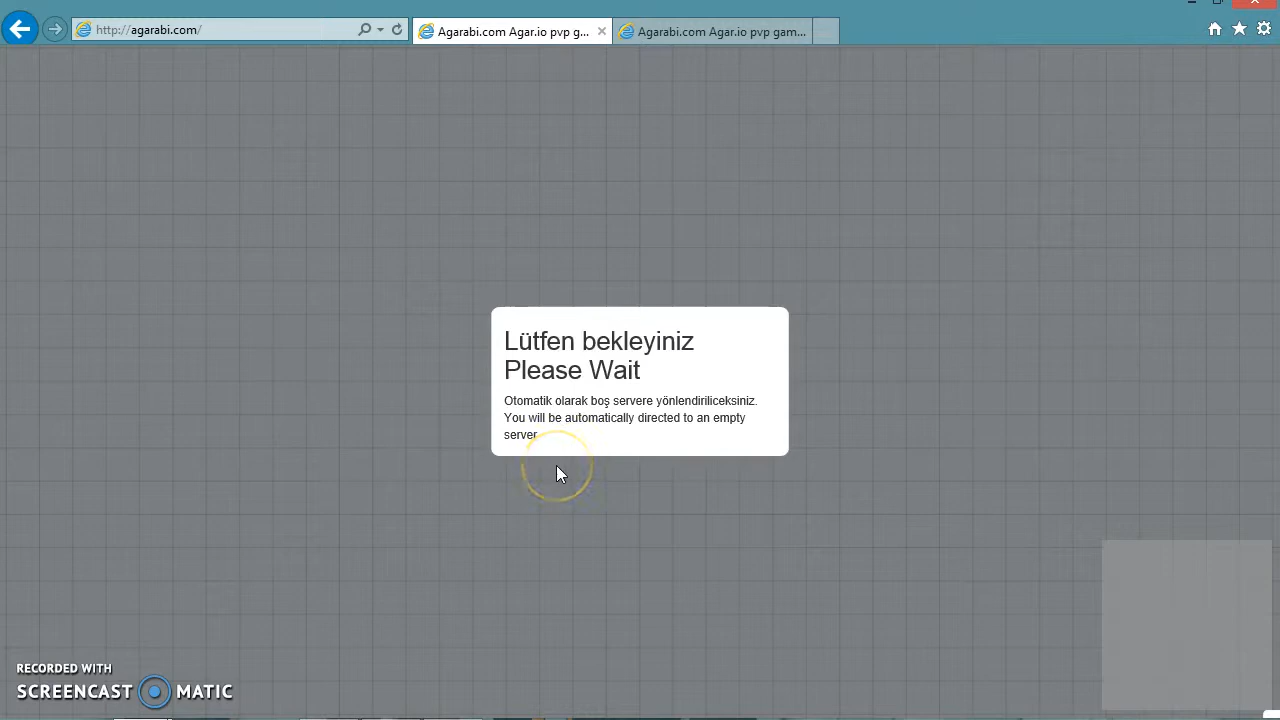 http://agarabi.com/
Agarabi.com Agar.io pvp g...
Agarabi.com Agar.io pvp gam...
Lütfen bekleyiniz
Please Wait
Otomatik olarak boş servere yönlendiriliceksiniz.
You will be automatically directed to an empty
server
RECORDED WITH
SCREENCAST MATIC